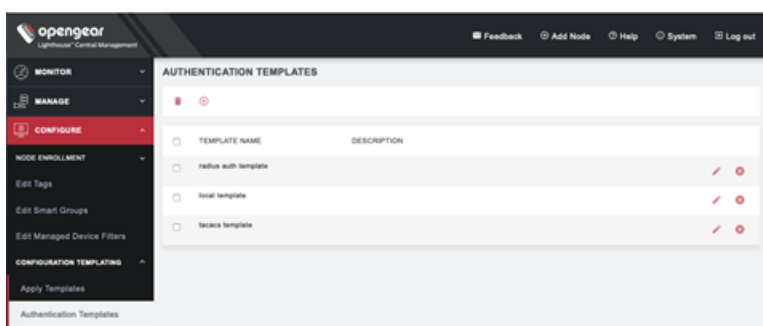 opengear
Lighthouse™ Central Management
Feedback Add Node Help System Log out
MONITOR
MANAGE
CONFIGURE
NODE ENROLLMENT
Edit Tags
Edit Smart Groups
Edit Managed Device Filters
CONFIGURATION TEMPLATING
Apply Templates
Authentication Templates
AUTHENTICATION TEMPLATES
TEMPLATE NAME DESCRIPTION
radius auth template
local template
tacacs template